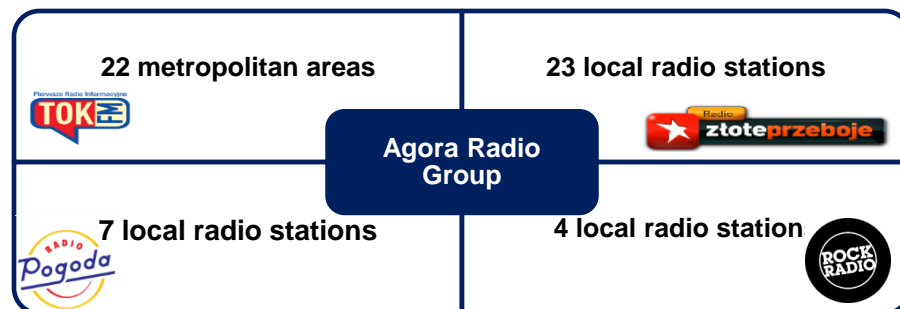 22 metropolitan areas
23 local radio stations
Pierwsze Radio Informacyjne
TOK FM
Radio
złoteprzeboje
Agora Radio
Group
7 local radio stations
4 local radio station
RADIO
Pogoda
ROCK
RADIO